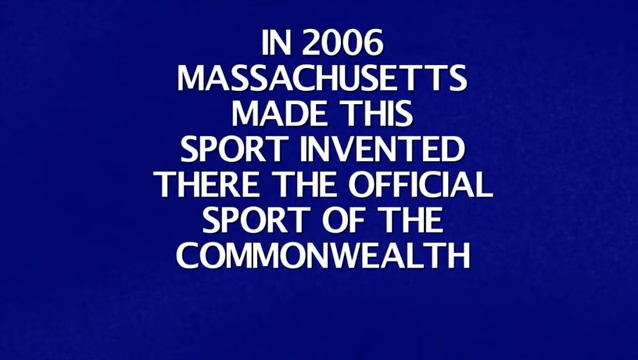 IN 2006
MASSACHUSETTS
MADE THIS
SPORT INVENTED
THERE THE OFFICIAL
SPORT OF THE
COMMONWEALTH